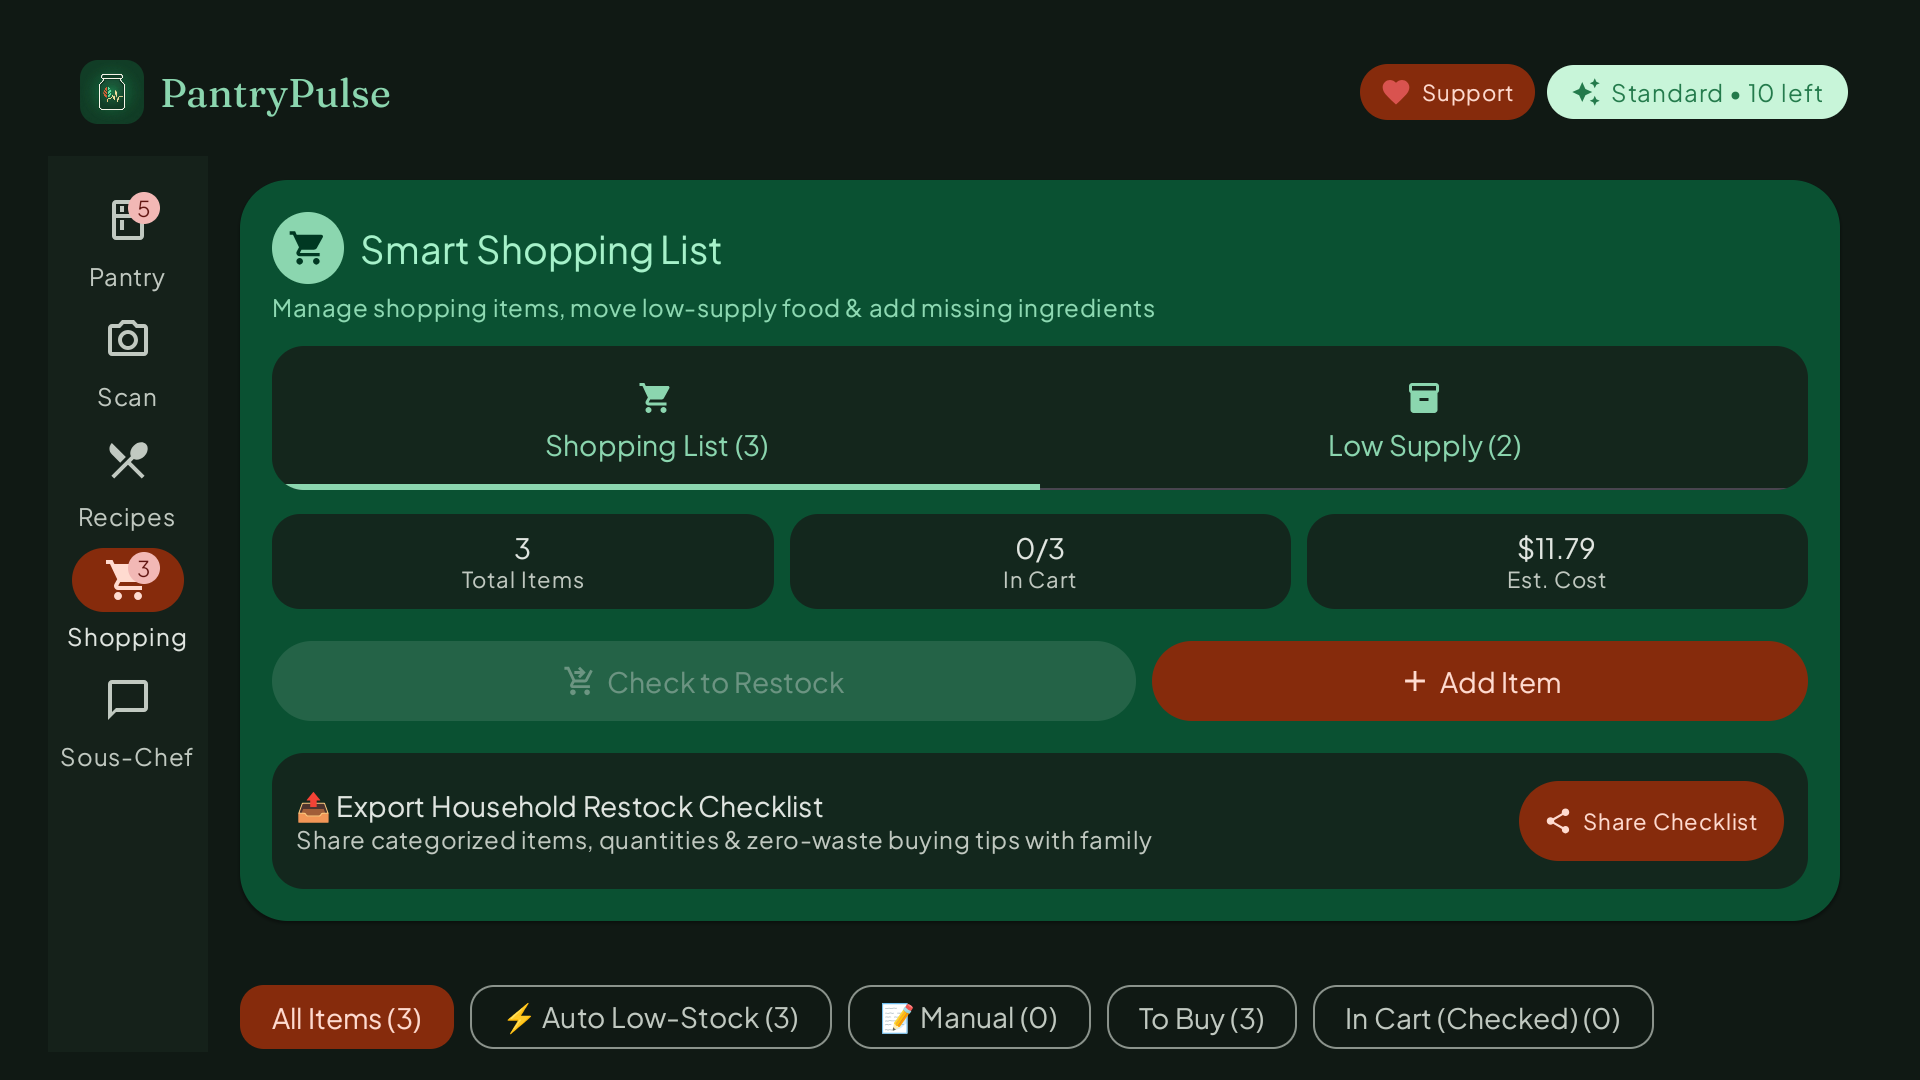 PantryPulse
Support
Standard • 10 left
5
Pantry
Scan
Recipes
3
Shopping
Sous-Chef
Smart Shopping List
Manage shopping items, move low-supply food & add missing ingredients
Shopping List (3)
Low Supply (2)
3
Total Items
0/3
In Cart
$11.79
Est. Cost
Check to Restock
+ Add Item
📤 Export Household Restock Checklist
Share categorized items, quantities & zero-waste buying tips with family
Share Checklist
All Items (3)
⚡ Auto Low-Stock (3)
📝 Manual (0)
To Buy (3)
In Cart (Checked) (0)